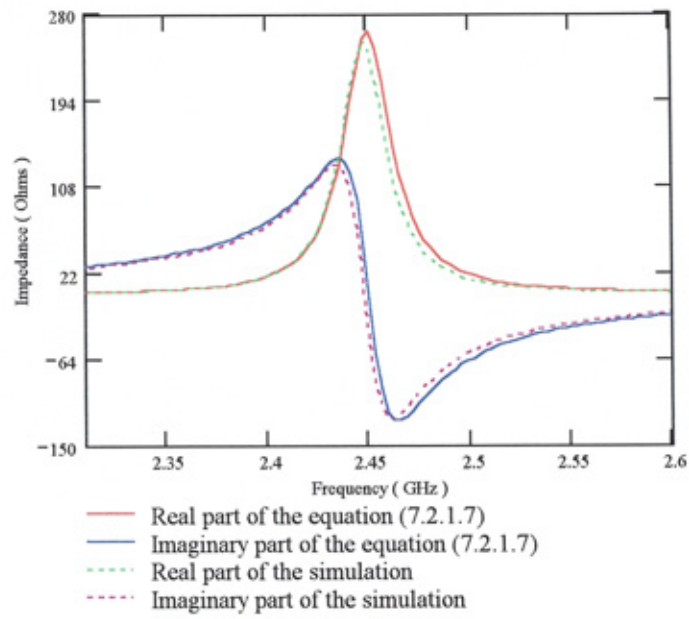 280
194
108
22
−64
−150
Impedance ( Ohms )
2.35
2.4
2.45
2.5
2.55
2.6
Frequency ( GHz )
Real part of the equation (7.2.1.7)
Imaginary part of the equation (7.2.1.7)
Real part of the simulation
Imaginary part of the simulation